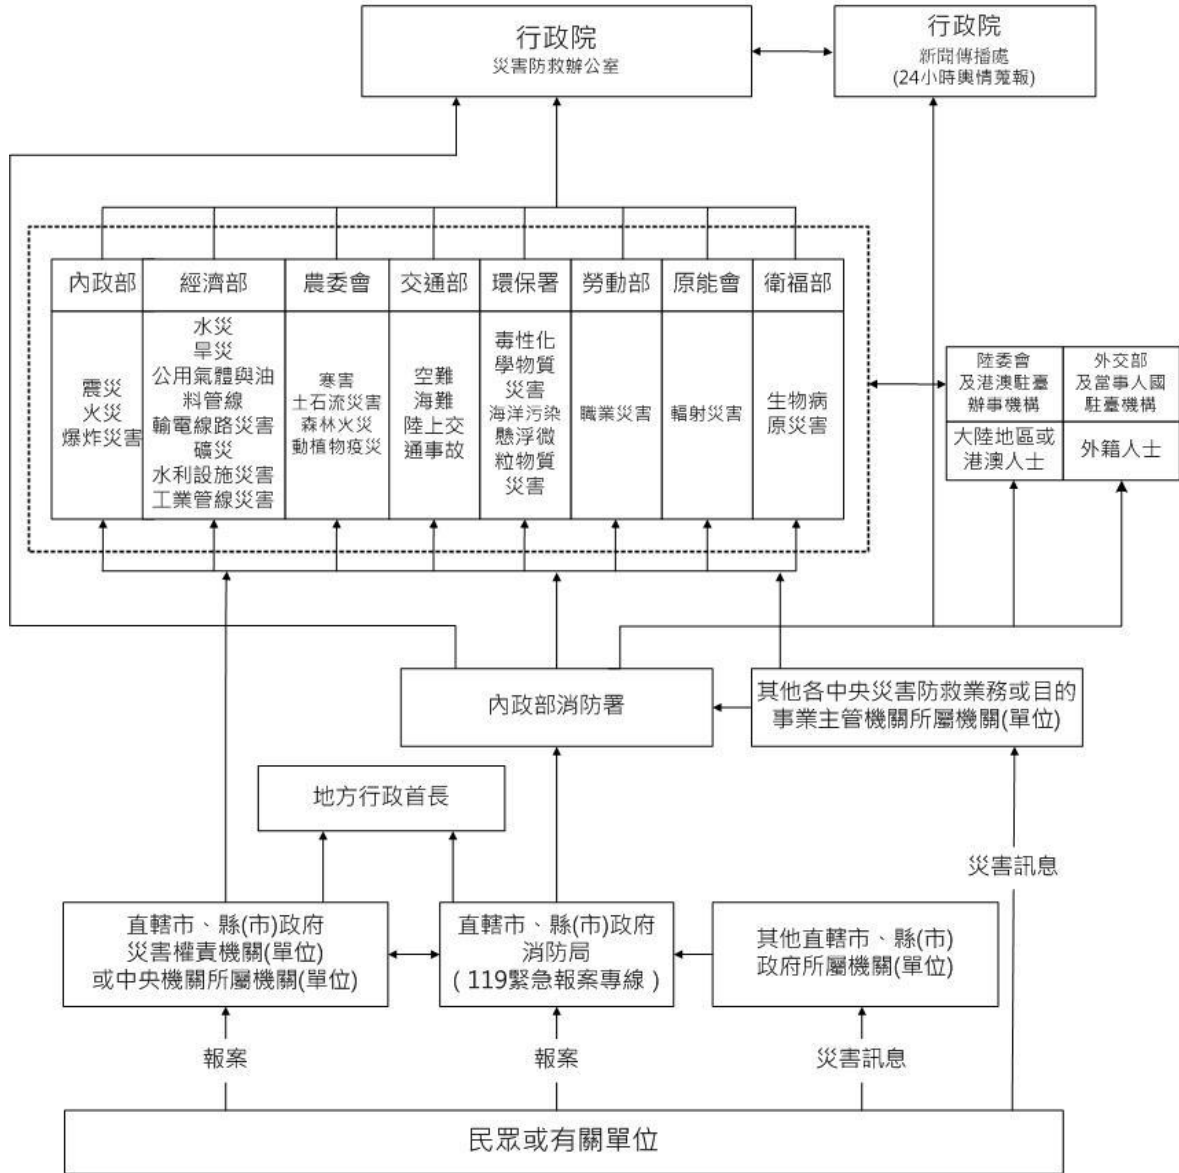 行政院
災害防救辦公室
行政院
新聞傳播處
(24小時輿情蒐報)
內政部
震災
火災
爆炸災害
經濟部
水災
旱災
公用氣體與油
料管線
輸電線路災害
礦災
水利設施災害
工業管線災害
農委會
寒害
土石流災害
森林火災
動植物疫災
交通部
空難
海難
陸上交
通事故
環保署
毒性化
學物質
災害
海洋污染
懸浮微
粒物質
災害
勞動部
職業災害
原能會
輻射災害
衛福部
生物病
原災害
陸委會
及港澳駐臺
辦事機構
大陸地區或
港澳人士
外交部
及當事人國
駐臺機構
外籍人士
內政部消防署
其他各中央災害防救業務或目的
事業主管機關所屬機關(單位)
地方行政首長
災害訊息
直轄市、縣(市)政府
災害權責機關(單位)
或中央機關所屬機關(單位)
直轄市、縣(市)政府
消防局
(119緊急報案專線)
其他直轄市、縣(市)
政府所屬機關(單位)
報案
報案
災害訊息
民眾或有關單位